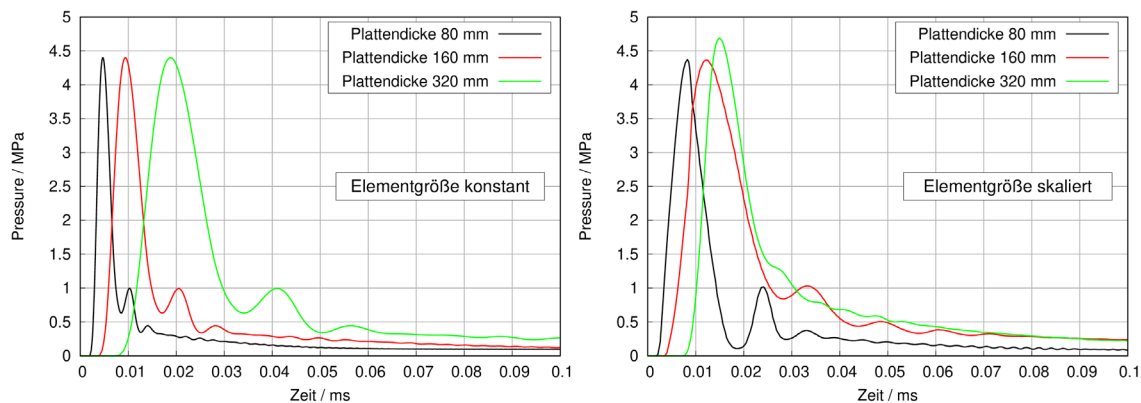 5
4.5
4
3.5
3
2.5
2
1.5
1
0.5
0
Pressure / MPa
Plattendicke 80 mm
Plattendicke 160 mm
Plattendicke 320 mm
Elementgröße konstant
0 0.01 0.02 0.03 0.04 0.05 0.06 0.07 0.08 0.09 0.1
Zeit / ms
5
4.5
4
3.5
3
2.5
2
1.5
1
0.5
0
Pressure / MPa
Plattendicke 80 mm
Plattendicke 160 mm
Plattendicke 320 mm
Elementgröße skaliert
0 0.01 0.02 0.03 0.04 0.05 0.06 0.07 0.08 0.09 0.1
Zeit / ms